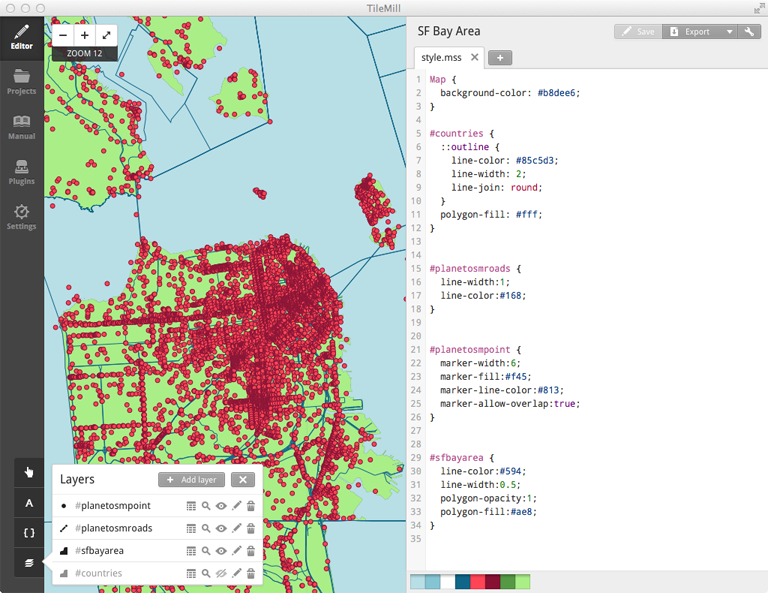 TileMill
Editor
Projects
Manual
Plugins
Settings
ZOOM 12
SF Bay Area
Save
Export
style.mss
1 Map {
2 background-color: #b8dee6;
3 }
4
5 #countries {
6 ::outline {
7 line-color: #85c5d3;
8 line-width: 2;
9 line-join: round;
10 }
11 polygon-fill: #fff;
12 }
13
14
15 #planetosmroads {
16 line-width:1;
17 line-color:#168;
18 }
19
20
21 #planetosmpoint {
22 marker-width:6;
23 marker-fill:#f45;
24 marker-line-color:#813;
25 marker-allow-overlap:true;
26 }
27
28
29 #sfbayarea {
30 line-color:#594;
31 line-width:0.5;
32 polygon-opacity:1;
33 polygon-fill:#ae8;
34 }
35
A
{ }
Layers
+ Add layer
#planetosmpoint
#planetosmroads
#sfbayarea
#countries